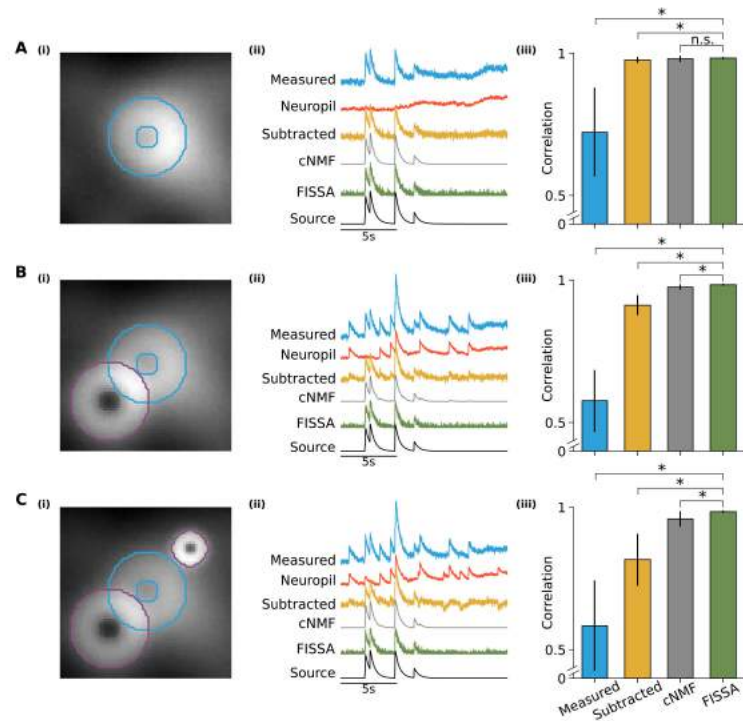 A (i) (ii) (iii)
Measured
Neuropil
Subtracted
cNMF
FISSA
Source
5s
*
*
n.s.
1
0.5
0
Correlation
B (i) (ii) (iii)
Measured
Neuropil
Subtracted
cNMF
FISSA
Source
5s
*
*
*
1
0.5
0
Correlation
C (i) (ii) (iii)
Measured
Neuropil
Subtracted
cNMF
FISSA
Source
5s
*
*
*
1
0.5
0
Correlation
Measured
Subtracted
cNMF
FISSA